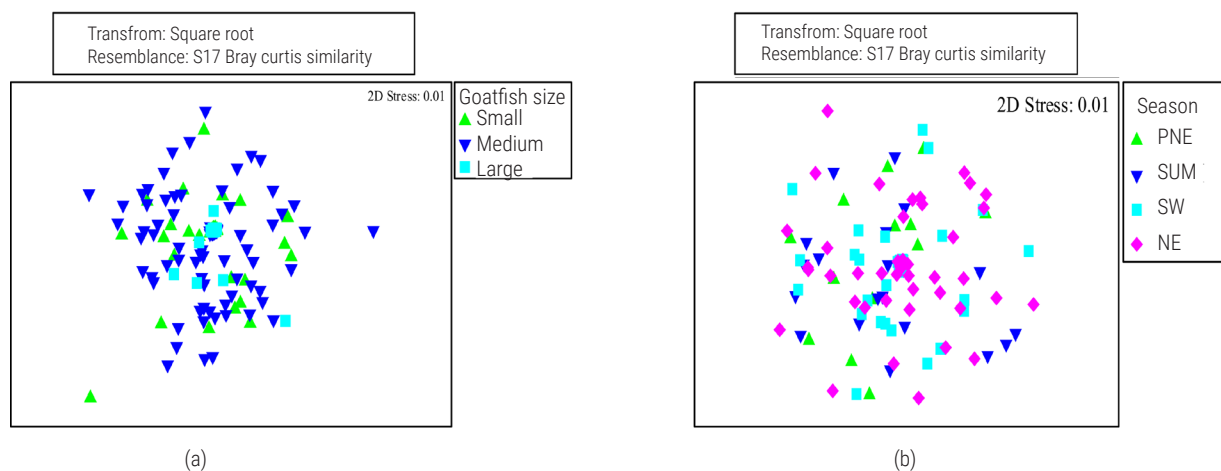 Transfrom: Square root
Resemblance: S17 Bray curtis similarity
2D Stress: 0.01
Goatfish size
Small
Medium
Large
(a)
Transfrom: Square root
Resemblance: S17 Bray curtis similarity
2D Stress: 0.01
Season
PNE
SUM
SW
NE
(b)